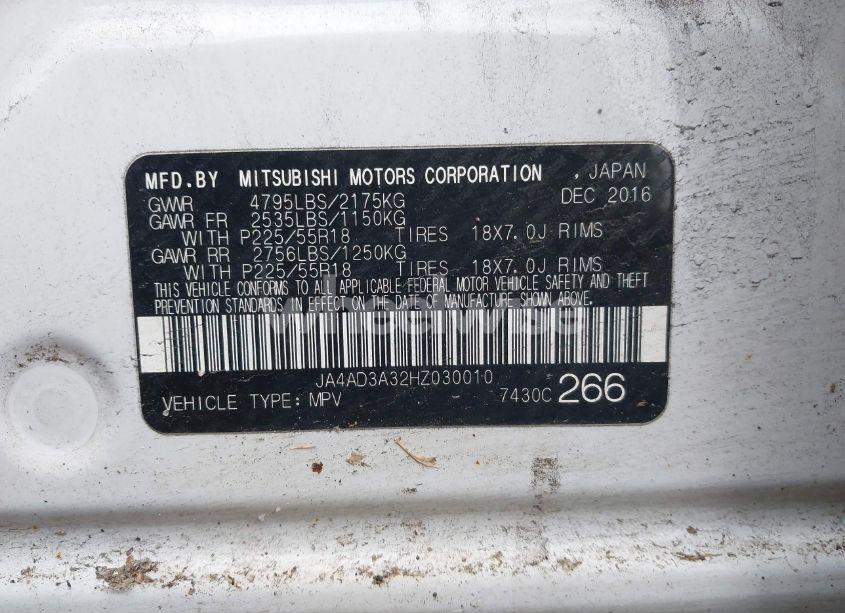 MFD.BY MITSUBISHI MOTORS CORPORATION , JAPAN
GVWR 4795LBS/2175KG DEC 2016
GAWR FR 2535LBS/1150KG
WITH P225/55R18 TIRES 18X7.0J RIMS
GAWR RR 2756LBS/1250KG
WITH P225/55R18 TIRES 18X7.0J RIMS
THIS VEHICLE CONFORMS TO ALL APPLICABLE FEDERAL MOTOR VEHICLE SAFETY AND THEFT
PREVENTION STANDARDS IN EFFECT ON THE DATE OF MANUFACTURE SHOWN ABOVE.
wheelwise
JA4AD3A32HZ030010
VEHICLE TYPE: MPV 7430C 266